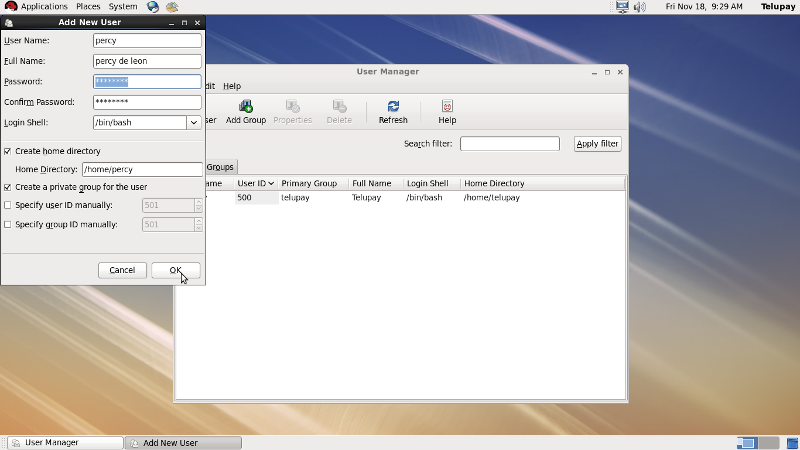 Applications Places System Fri Nov 18, 9:29 AM Telupay
Add New User
User Name: percy
Full Name: percy de leon
Password: ********
Confirm Password: ********
Login Shell: /bin/bash
Create home directory
Home Directory: /home/percy
Create a private group for the user
Specify user ID manually: 501
Specify group ID manually: 501
Cancel OK
User Manager
Help
Add Group Properties Delete Refresh Help
Search filter: Apply filter
Groups
User ID Primary Group Full Name Login Shell Home Directory
500 telupay Telupay /bin/bash /home/telupay
User Manager Add New User